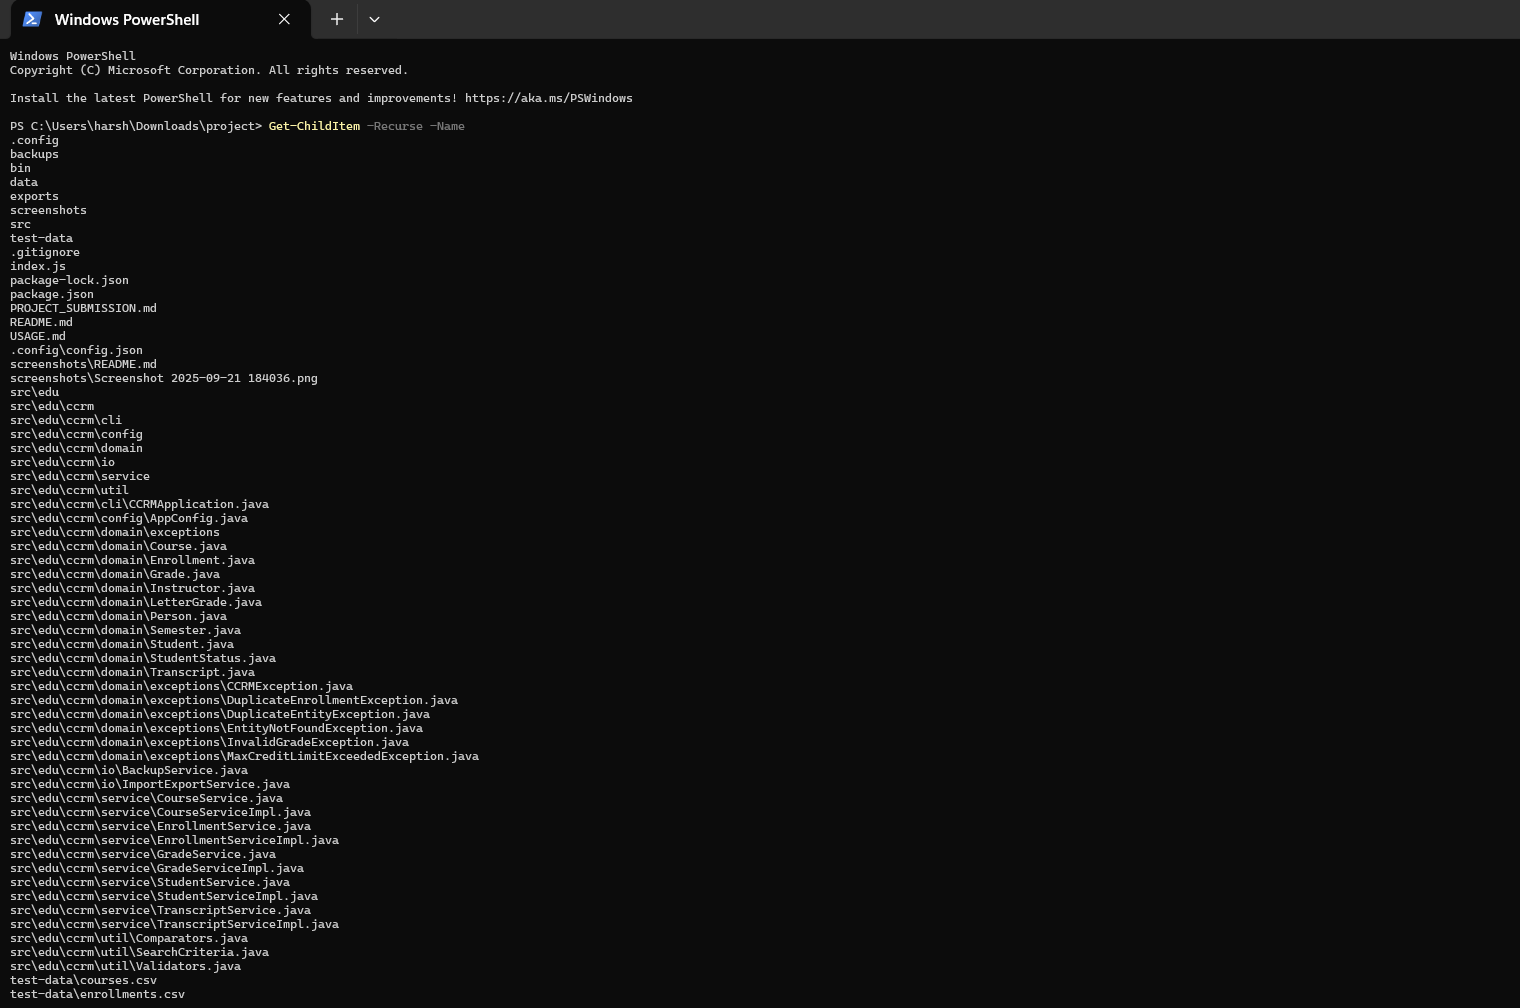 Windows PowerShell
Windows PowerShell
Copyright (C) Microsoft Corporation. All rights reserved.
Install the latest PowerShell for new features and improvements! https://aka.ms/PSWindows
PS C:\Users\harsh\Downloads\project> Get-ChildItem -Recurse -Name
.config
backups
bin
data
exports
screenshots
src
test-data
.gitignore
index.js
package-lock.json
package.json
PROJECT_SUBMISSION.md
README.md
USAGE.md
.config\config.json
screenshots\README.md
screenshots\Screenshot 2025-09-21 184036.png
src\edu
src\edu\ccrm
src\edu\ccrm\cli
src\edu\ccrm\config
src\edu\ccrm\domain
src\edu\ccrm\io
src\edu\ccrm\service
src\edu\ccrm\util
src\edu\ccrm\cli\CCRMApplication.java
src\edu\ccrm\config\AppConfig.java
src\edu\ccrm\domain\exceptions
src\edu\ccrm\domain\Course.java
src\edu\ccrm\domain\Enrollment.java
src\edu\ccrm\domain\Grade.java
src\edu\ccrm\domain\Instructor.java
src\edu\ccrm\domain\LetterGrade.java
src\edu\ccrm\domain\Person.java
src\edu\ccrm\domain\Semester.java
src\edu\ccrm\domain\Student.java
src\edu\ccrm\domain\StudentStatus.java
src\edu\ccrm\domain\Transcript.java
src\edu\ccrm\domain\exceptions\CCRMException.java
src\edu\ccrm\domain\exceptions\DuplicateEnrollmentException.java
src\edu\ccrm\domain\exceptions\DuplicateEntityException.java
src\edu\ccrm\domain\exceptions\EntityNotFoundException.java
src\edu\ccrm\domain\exceptions\InvalidGradeException.java
src\edu\ccrm\domain\exceptions\MaxCreditLimitExceededException.java
src\edu\ccrm\io\BackupService.java
src\edu\ccrm\io\ImportExportService.java
src\edu\ccrm\service\CourseService.java
src\edu\ccrm\service\CourseServiceImpl.java
src\edu\ccrm\service\EnrollmentService.java
src\edu\ccrm\service\EnrollmentServiceImpl.java
src\edu\ccrm\service\GradeService.java
src\edu\ccrm\service\GradeServiceImpl.java
src\edu\ccrm\service\StudentService.java
src\edu\ccrm\service\StudentServiceImpl.java
src\edu\ccrm\service\TranscriptService.java
src\edu\ccrm\service\TranscriptServiceImpl.java
src\edu\ccrm\util\Comparators.java
src\edu\ccrm\util\SearchCriteria.java
src\edu\ccrm\util\Validators.java
test-data\courses.csv
test-data\enrollments.csv